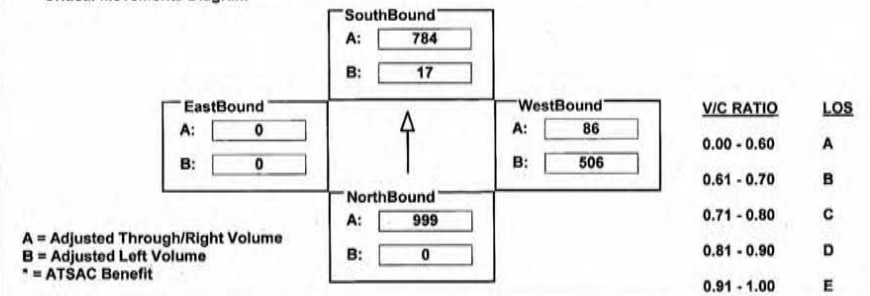 SouthBound
A: 784
B: 17
EastBound
A: 0
B: 0
WestBound
A: 86
B: 506
NorthBound
A: 999
B: 0
A = Adjusted Through/Right Volume
B = Adjusted Left Volume
* = ATSAC Benefit
V/C RATIO LOS
0.00 - 0.60 A
0.61 - 0.70 B
0.71 - 0.80 C
0.81 - 0.90 D
0.91 - 1.00 E